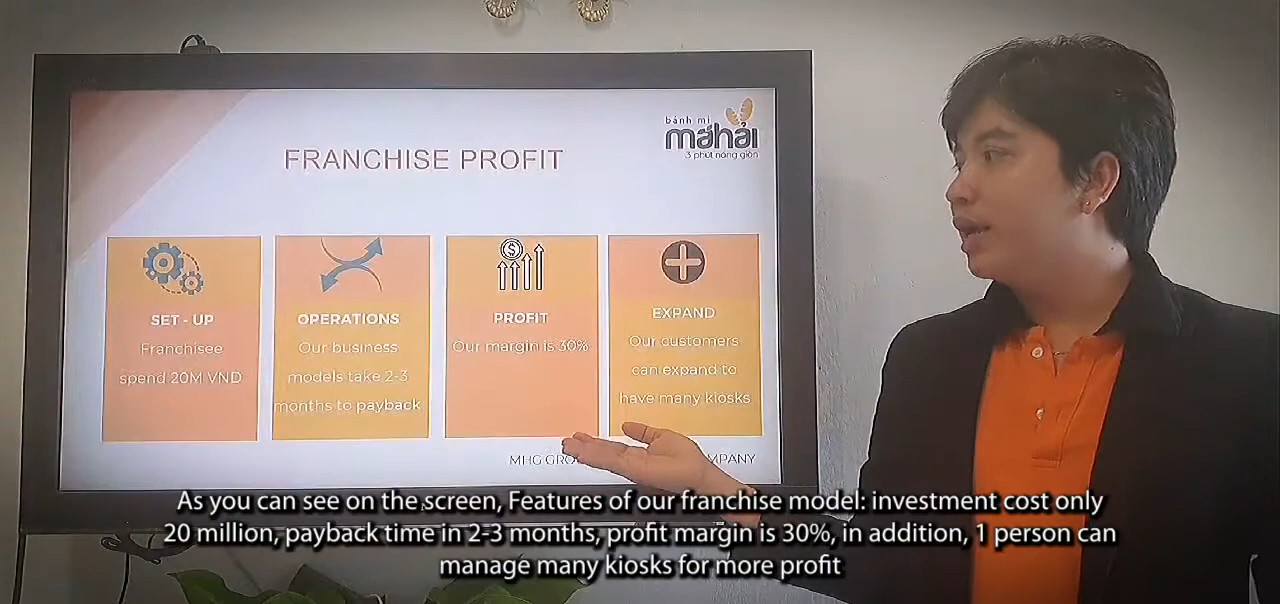 bánh mì
máhải
3 phút nóng giòn
FRANCHISE PROFIT
SET - UP
Franchisee
spend 20M VND
OPERATIONS
Our business
models take 2-3
months to payback
PROFIT
Our margin is 30%
EXPAND
Our customers
can expand to
have many kiosks
MHG
As you can see on the screen, Features of our franchise model: investment cost only
20 million, payback time in 2-3 months, profit margin is 30%, in addition, 1 person can
manage many kiosks for more profit